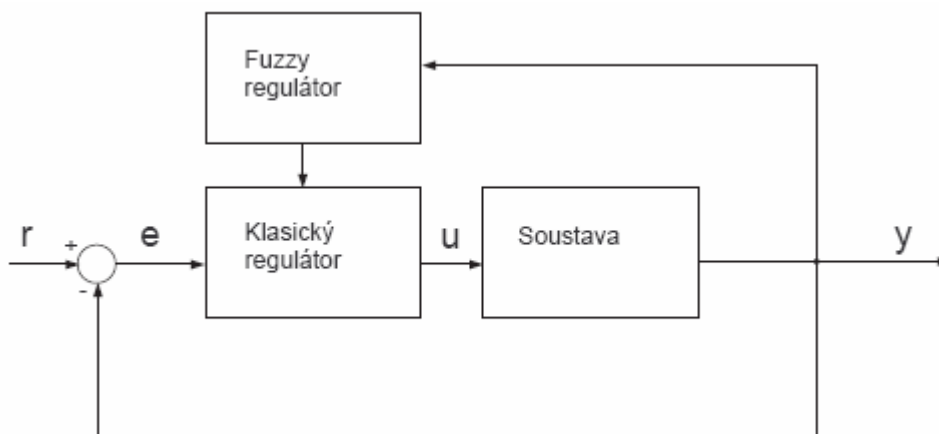 Fuzzy
regulátor
r
+
-
e
Klasický
regulátor
u
Soustava
y